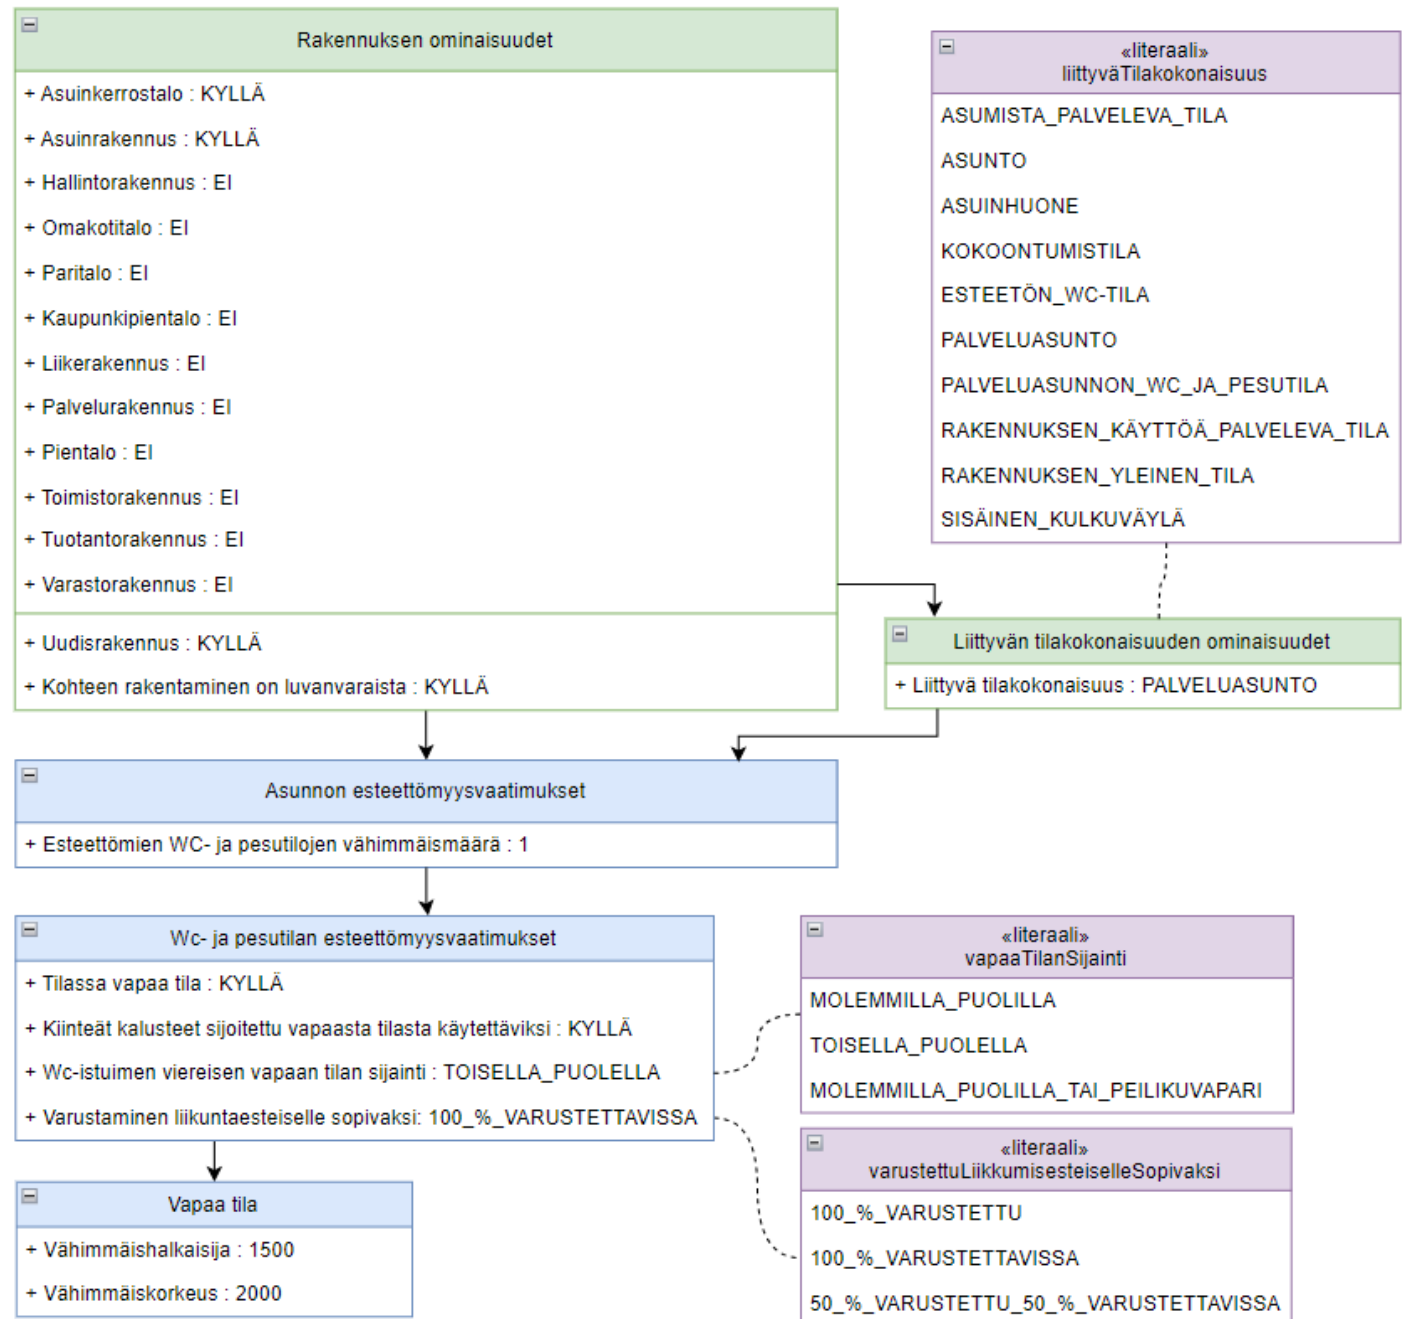 Rakennuksen ominaisuudet
+ Asuinkerrostalo : KYLLÄ
+ Asuinrakennus : KYLLÄ
+ Hallintorakennus : EI
+ Omakotitalo : EI
+ Paritalo : EI
+ Kaupunkipientalo : EI
+ Liikerakennus : EI
+ Palvelurakennus : EI
+ Pientalo : EI
+ Toimistorakennus : EI
+ Tuotantorakennus : EI
+ Varastorakennus : EI
+ Uudisrakennus : KYLLÄ
+ Kohteen rakentaminen on luvanvaraista : KYLLÄ
«literaali»
liittyväTilakokonaisuus
ASUMISTA_PALVELEVA_TILA
ASUNTO
ASUINHUONE
KOKOONTUMISTILA
ESTEETÖN_WC-TILA
PALVELUASUNTO
PALVELUASUNNON_WC_JA_PESUTILA
RAKENNUKSEN_KÄYTTÖÄ_PALVELEVA_TILA
RAKENNUKSEN_YLEINEN_TILA
SISÄINEN_KULKUVÄYLÄ
Liittyvän tilakokonaisuuden ominaisuudet
+ Liittyvä tilakokonaisuus : PALVELUASUNTO
Asunnon esteettömyysvaatimukset
+ Esteettömien WC- ja pesutilojen vähimmäismäärä : 1
Wc- ja pesutilan esteettömyysvaatimukset
+ Tilassa vapaa tila : KYLLÄ
+ Kiinteät kalusteet sijoitettu vapaasta tilasta käytettäviksi : KYLLÄ
+ Wc-istuimen viereisen vapaan tilan sijainti : TOISELLA_PUOLELLA
+ Varustaminen liikuntaesteiselle sopivaksi: 100_%_VARUSTETTAVISSA
«literaali»
vapaaTilanSijainti
MOLEMMILLA_PUOLILLA
TOISELLA_PUOLELLA
MOLEMMILLA_PUOLILLA_TAI_PEILIKUVAPARI
«literaali»
varustettuLiikkumisesteiselleSopivaksi
100_%_VARUSTETTU
100_%_VARUSTETTAVISSA
50_%_VARUSTETTU_50_%_VARUSTETTAVISSA
Vapaa tila
+ Vähimmäishalkaisija : 1500
+ Vähimmäiskorkeus : 2000